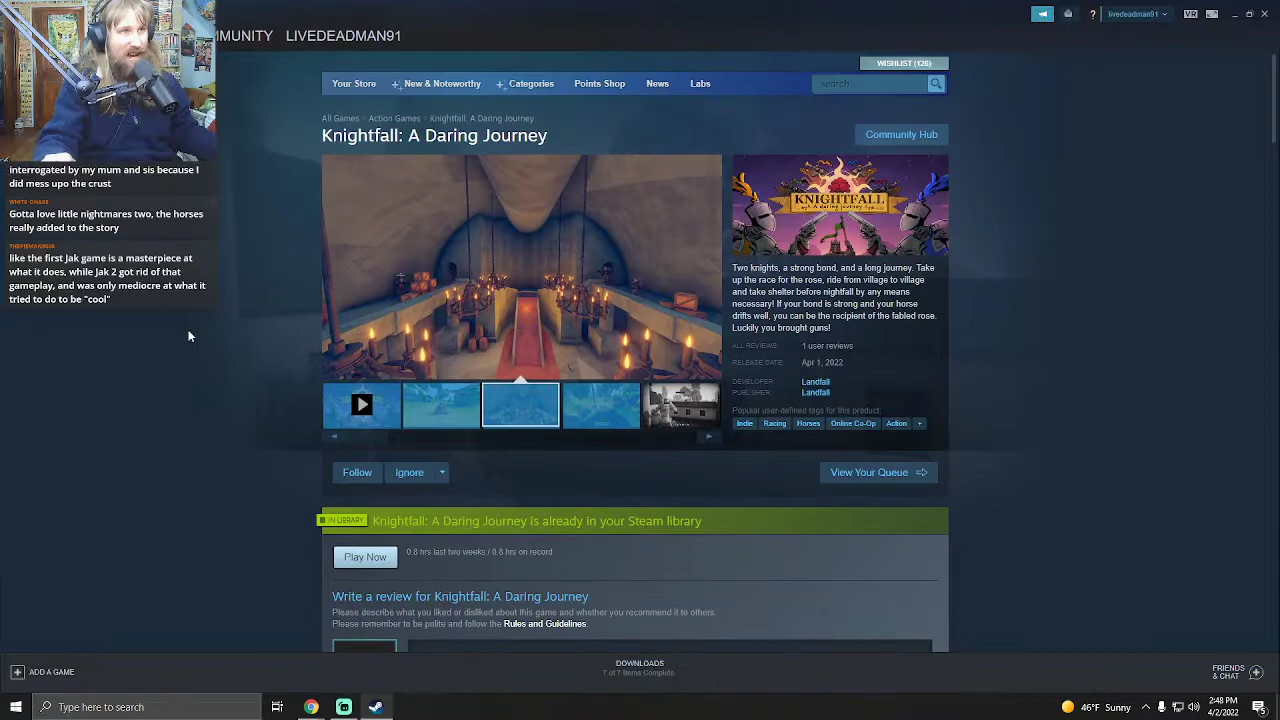 MMUNITY LIVEDEADMAN91
? livedeadman91 VR
WISHLIST (126)
Your Store New & Noteworthy Categories Points Shop News Labs search
All Games > Action Games > Knightfall: A Daring Journey
Knightfall: A Daring Journey
Community Hub
interrogated by my mum and sis because I
did mess upo the crust
Gotta love little nightmares two, the horses
really added to the story
THEPIEMAN9000
like the first Jak game is a masterpiece at
what it does, while Jak 2 got rid of that
gameplay, and was only mediocre at what it
tried to do to be "cool"
KNIGHTFALL
A daring journey
Two knights, a strong bond, and a long journey. Take
up the race for the rose, ride from village to village
and take shelter before nightfall by any means
necessary! If your bond is strong and your horse
drifts well, you can be the recipient of the fabled rose.
Luckily you brought guns!
ALL REVIEWS: 1 user reviews
RELEASE DATE: Apr 1, 2022
DEVELOPER: Landfall
PUBLISHER: Landfall
Popular user-defined tags for this product:
Indie Racing Horses Online Co-Op Action +
Follow Ignore View Your Queue
IN LIBRARY Knightfall: A Daring Journey is already in your Steam library
Play Now 0.8 hrs last two weeks / 0.8 hrs on record
Write a review for Knightfall: A Daring Journey
Please describe what you liked or disliked about this game and whether you recommend it to others.
Please remember to be polite and follow the Rules and Guidelines.
ADD A GAME
DOWNLOADS
7 of 7 Items Complete
FRIENDS
& CHAT
Type here to search
46°F Sunny
2:48 PM
4/2/2022